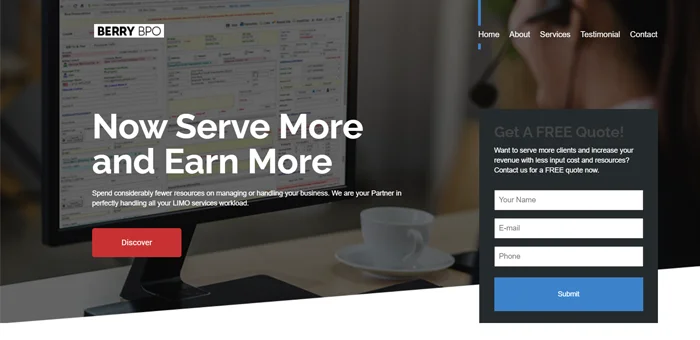 BERRY BPO
Home About Services Testimonial Contact
Now Serve More
and Earn More
Spend considerably fewer resources on managing or handling your business. We are your Partner in
perfectly handling all your LIMO services workload.
Discover
Get A FREE Quote!
Want to serve more clients and increase your
revenue with less input cost and resources?
Contact us for a FREE quote now.
Your Name
E-mail
Phone
Submit